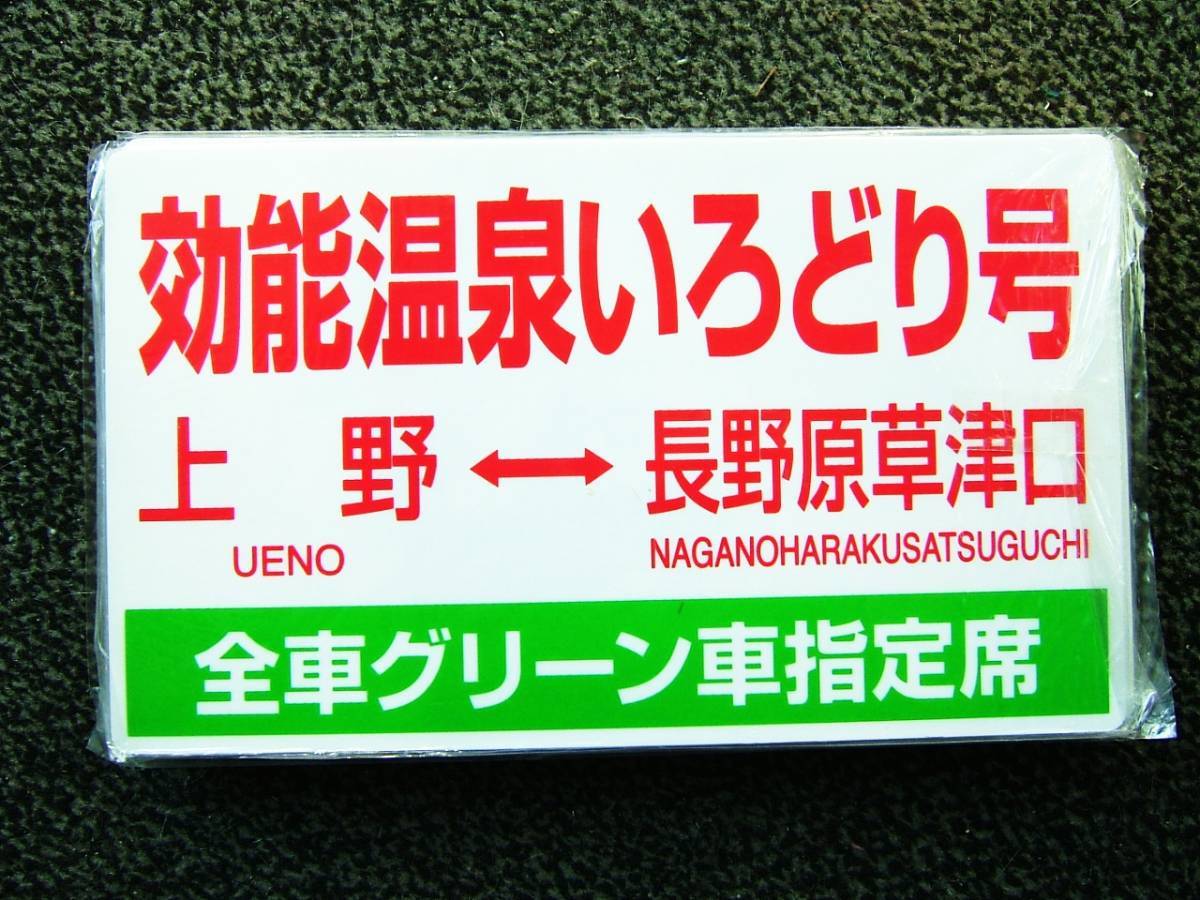 効能温泉いろどり号
上野 ↔ 長野原草津口
UENO NAGANOHARAKUSATSUGUCHI
全車グリーン車指定席